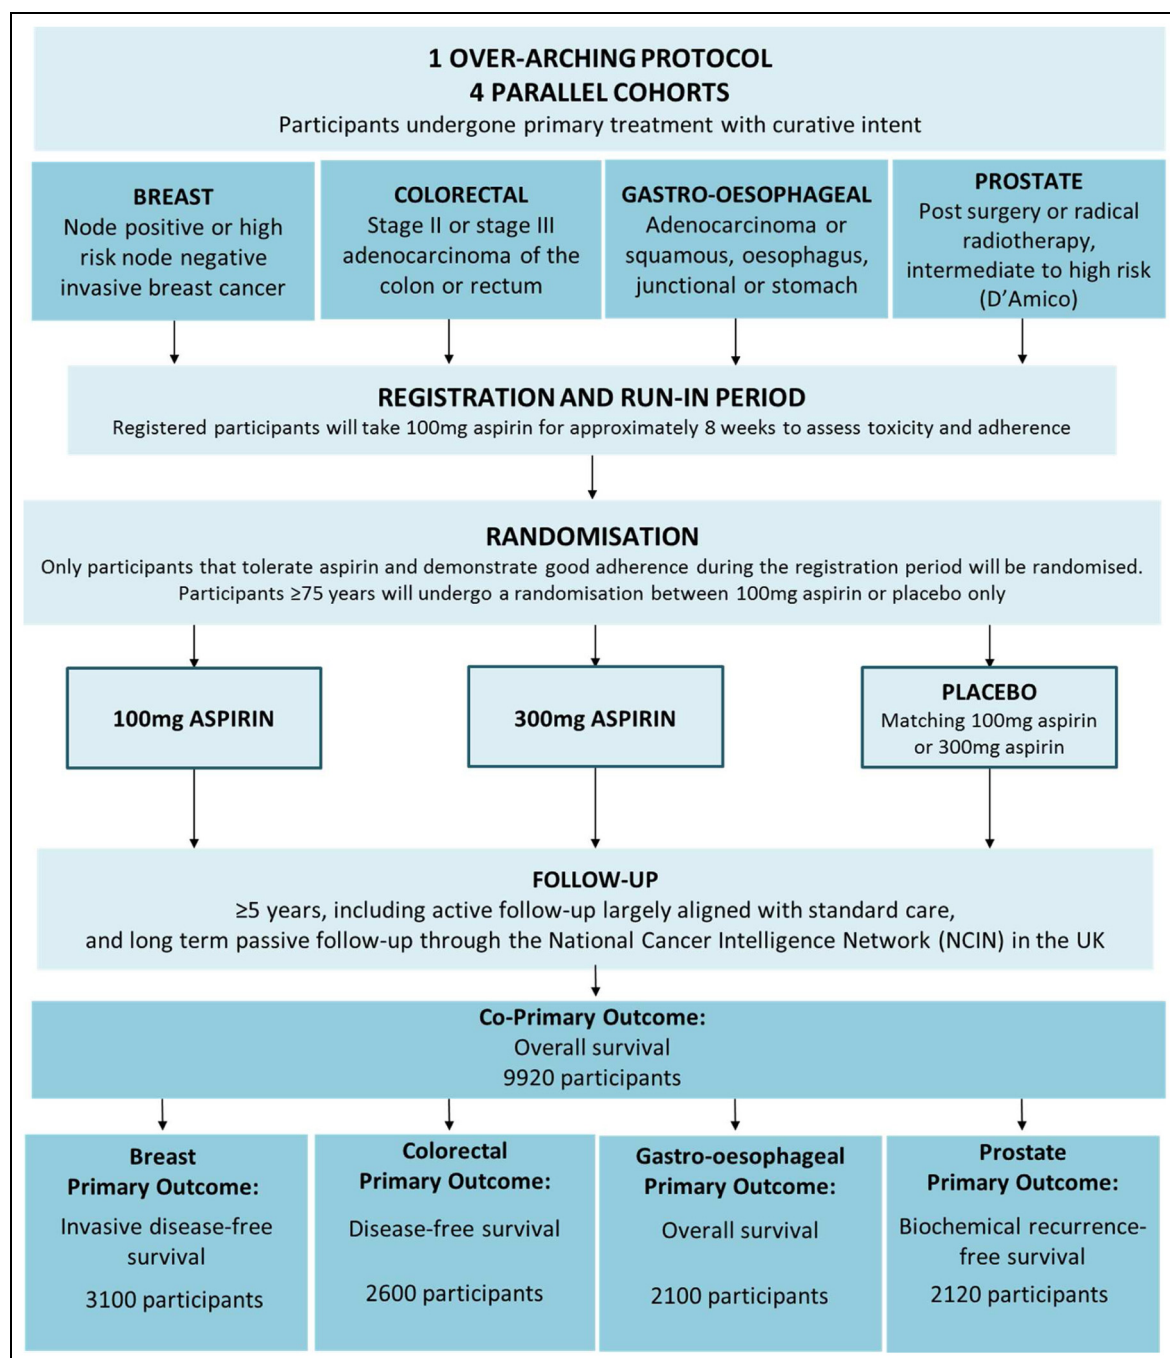 1 OVER-ARCHING PROTOCOL
4 PARALLEL COHORTS
Participants undergone primary treatment with curative intent
BREAST
Node positive or high
risk node negative
invasive breast cancer
COLORECTAL
Stage II or stage III
adenocarcinoma of the
colon or rectum
GASTRO-OESOPHAGEAL
Adenocarcinoma or
squamous, oesophagus,
junctional or stomach
PROSTATE
Post surgery or radical
radiotherapy,
intermediate to high risk
(D’Amico)
REGISTRATION AND RUN-IN PERIOD
Registered participants will take 100mg aspirin for approximately 8 weeks to assess toxicity and adherence
RANDOMISATION
Only participants that tolerate aspirin and demonstrate good adherence during the registration period will be randomised.
Participants ≥75 years will undergo a randomisation between 100mg aspirin or placebo only
100mg ASPIRIN
300mg ASPIRIN
PLACEBO
Matching 100mg aspirin
or 300mg aspirin
FOLLOW-UP
≥5 years, including active follow-up largely aligned with standard care,
and long term passive follow-up through the National Cancer Intelligence Network (NCIN) in the UK
Co-Primary Outcome:
Overall survival
9920 participants
Breast
Primary Outcome:
Invasive disease-free
survival
3100 participants
Colorectal
Primary Outcome:
Disease-free survival
2600 participants
Gastro-oesophageal
Primary Outcome:
Overall survival
2100 participants
Prostate
Primary Outcome:
Biochemical recurrence-
free survival
2120 participants